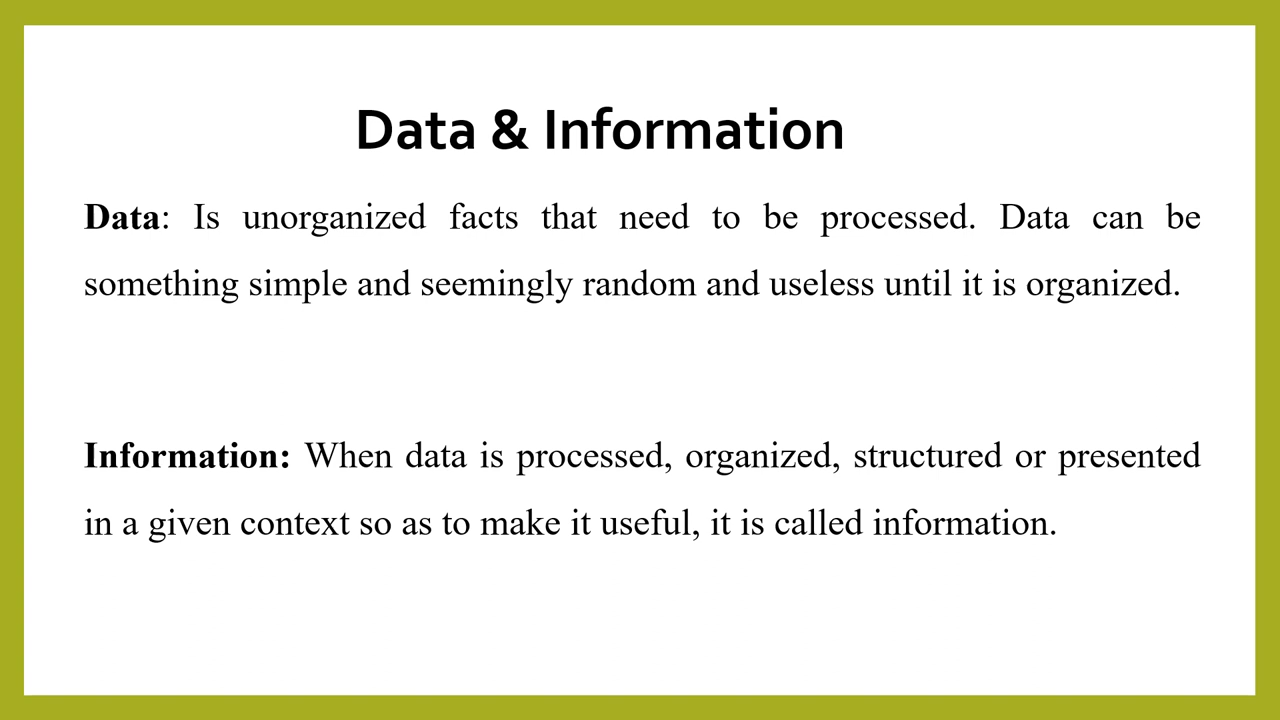 Data & Information
Data: Is unorganized facts that need to be processed. Data can be
something simple and seemingly random and useless until it is organized.
Information: When data is processed, organized, structured or presented
in a given context so as to make it useful, it is called information.